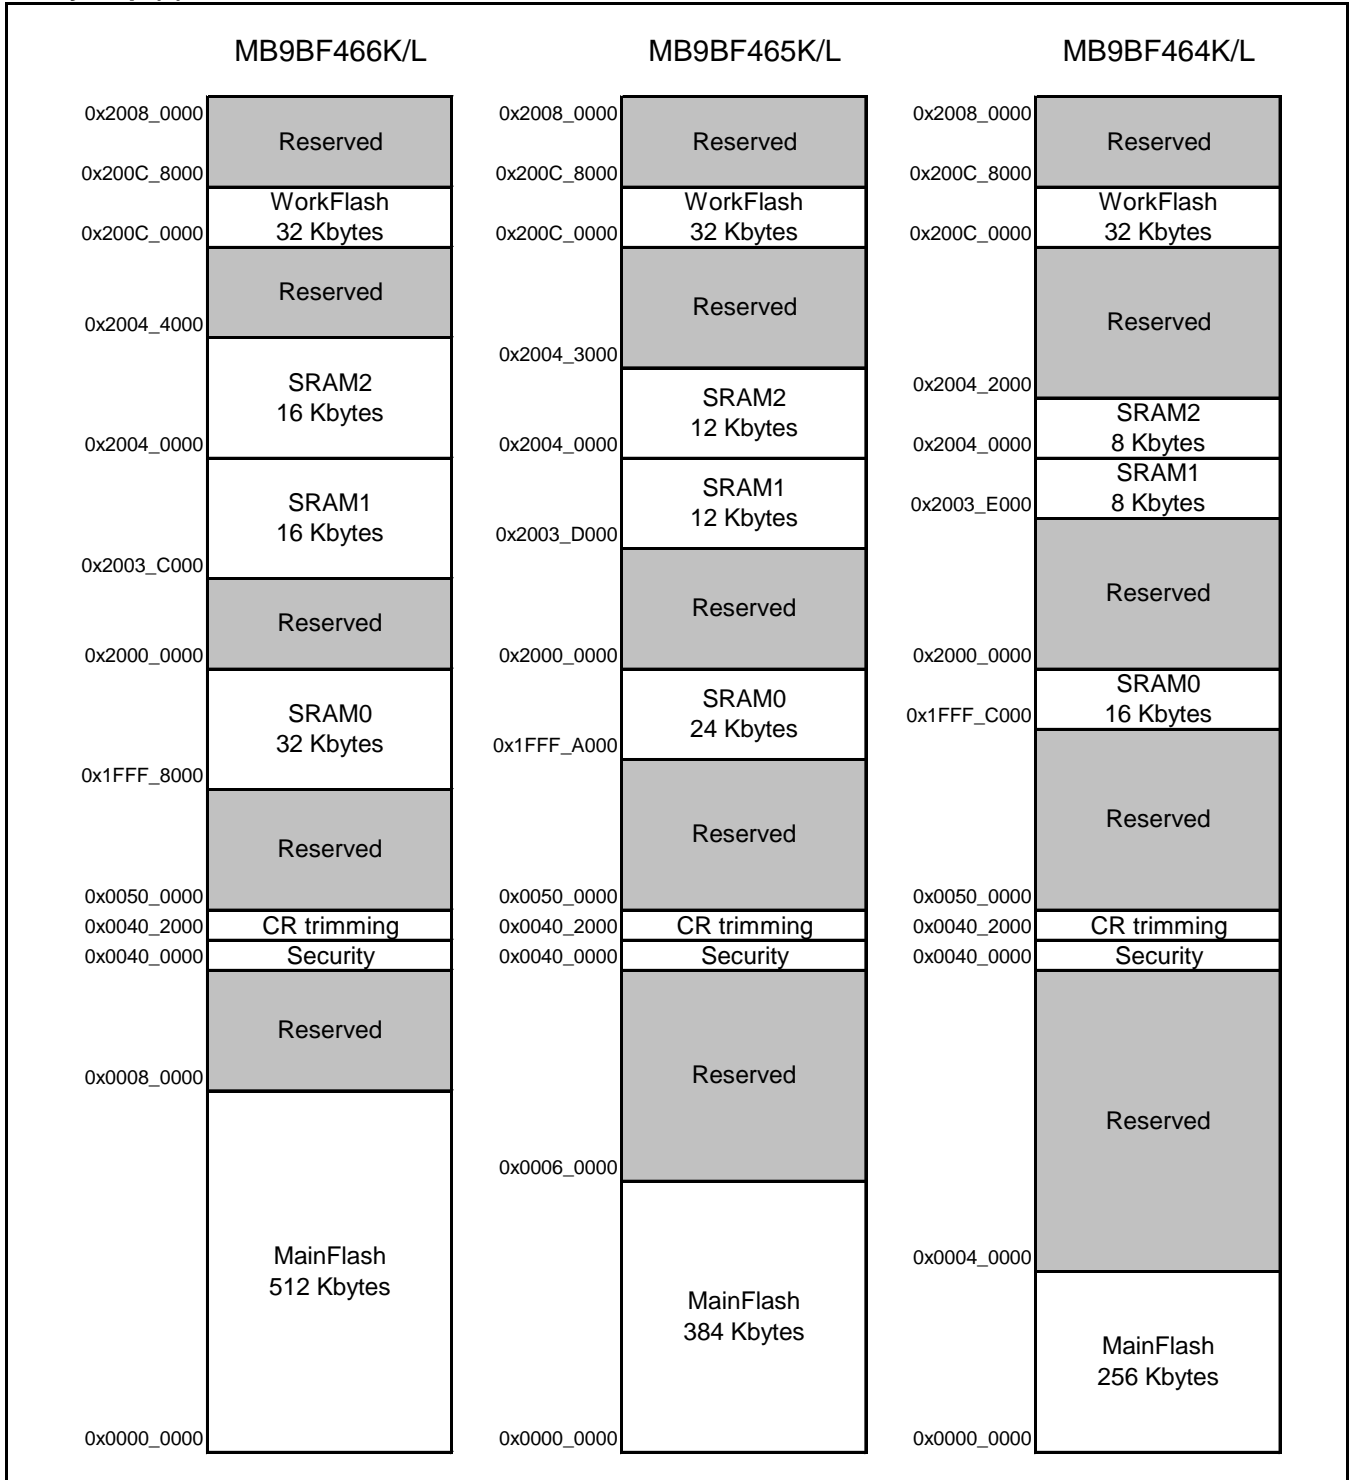 MB9BF466K/L
0x2008_0000
Reserved
0x200C_8000
WorkFlash
32 Kbytes
0x200C_0000
Reserved
0x2004_4000
SRAM2
16 Kbytes
0x2004_0000
SRAM1
16 Kbytes
0x2003_C000
Reserved
0x2000_0000
SRAM0
32 Kbytes
0x1FFF_8000
Reserved
0x0050_0000
CR trimming
0x0040_2000
Security
0x0040_0000
Reserved
0x0008_0000
MainFlash
512 Kbytes
0x0000_0000
MB9BF465K/L
0x2008_0000
Reserved
0x200C_8000
WorkFlash
32 Kbytes
0x200C_0000
Reserved
0x2004_3000
SRAM2
12 Kbytes
0x2004_0000
SRAM1
12 Kbytes
0x2003_D000
Reserved
0x2000_0000
SRAM0
24 Kbytes
0x1FFF_A000
Reserved
0x0050_0000
CR trimming
0x0040_2000
Security
0x0040_0000
Reserved
0x0006_0000
MainFlash
384 Kbytes
0x0000_0000
MB9BF464K/L
0x2008_0000
Reserved
0x200C_8000
WorkFlash
32 Kbytes
0x200C_0000
Reserved
0x2004_2000
SRAM2
8 Kbytes
0x2004_0000
SRAM1
8 Kbytes
0x2003_E000
Reserved
0x2000_0000
SRAM0
16 Kbytes
0x1FFF_C000
Reserved
0x0050_0000
CR trimming
0x0040_2000
Security
0x0040_0000
Reserved
0x0004_0000
MainFlash
256 Kbytes
0x0000_0000